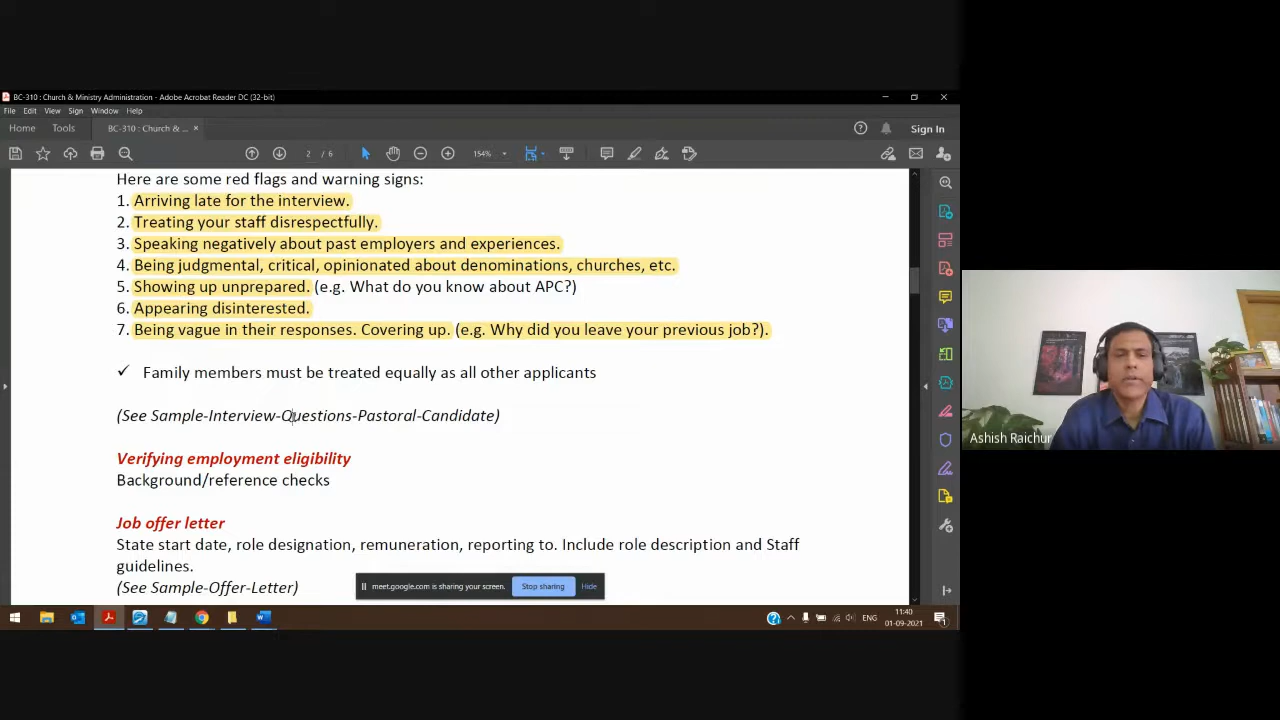 BC-310 : Church & Ministry Administration - Adobe Acrobat Reader DC (32-bit)
File Edit View Sign Window Help
Home Tools BC-310 : Church & ... × Sign In
2 / 6 154%
Here are some red flags and warning signs:
1. Arriving late for the interview.
2. Treating your staff disrespectfully.
3. Speaking negatively about past employers and experiences.
4. Being judgmental, critical, opinionated about denominations, churches, etc.
5. Showing up unprepared. (e.g. What do you know about APC?)
6. Appearing disinterested.
7. Being vague in their responses. Covering up. (e.g. Why did you leave your previous job?).
✓ Family members must be treated equally as all other applicants
(See Sample-Interview-Questions-Pastoral-Candidate)
Verifying employment eligibility
Background/reference checks
Job offer letter
State start date, role designation, remuneration, reporting to. Include role description and Staff
guidelines.
(See Sample-Offer-Letter)
meet.google.com is sharing your screen. Stop sharing Hide
ENG 11:40
01-09-2021
Ashish Raichur